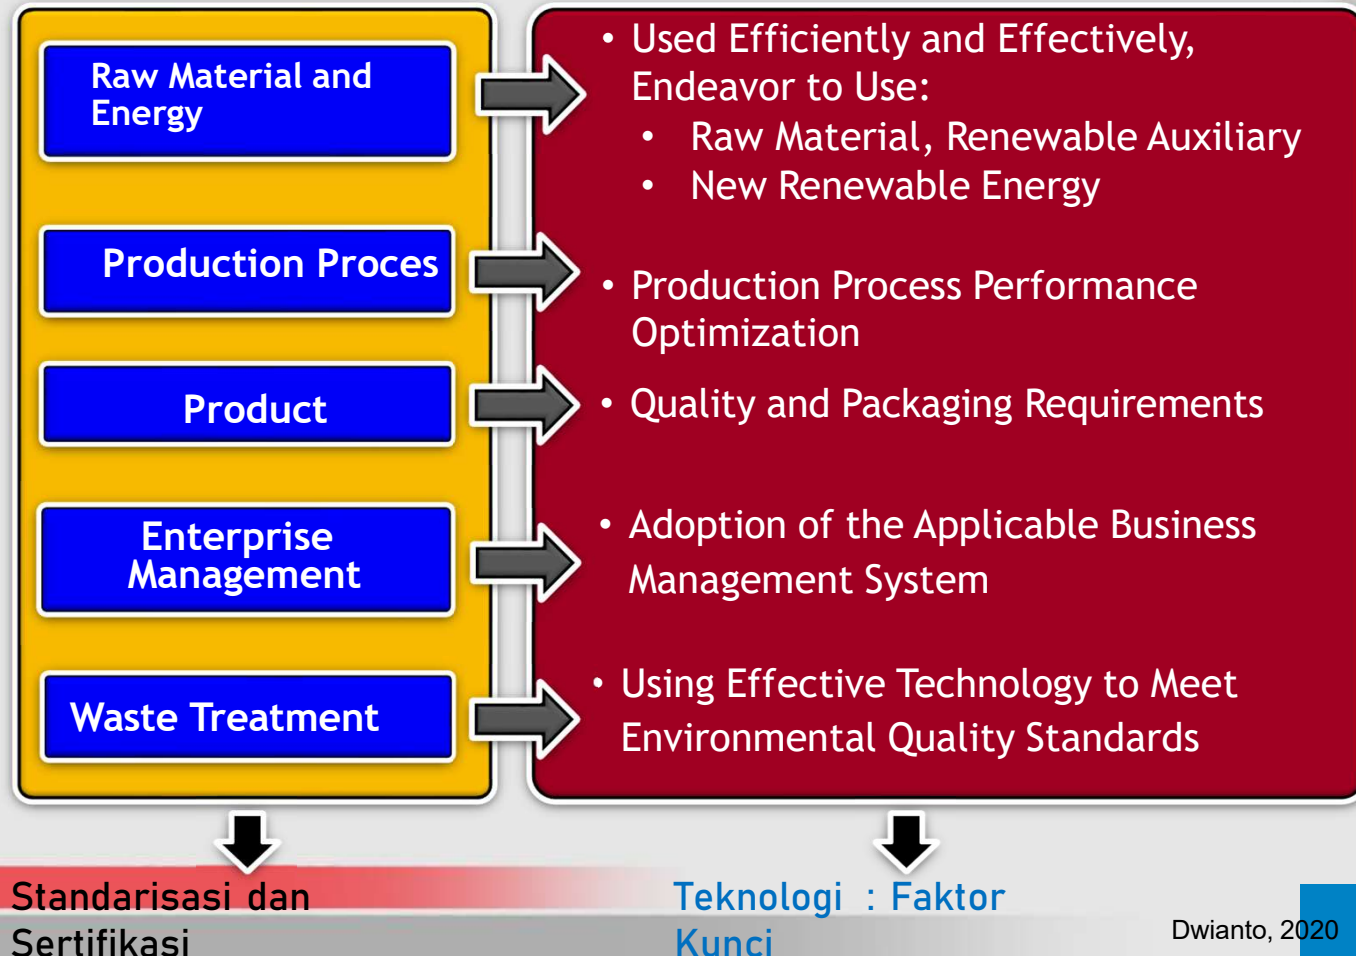 Raw Material and
Energy
• Used Efficiently and Effectively,
Endeavor to Use:
• Raw Material, Renewable Auxiliary
• New Renewable Energy
Production Proces
• Production Process Performance
Optimization
Product
• Quality and Packaging Requirements
Enterprise
Management
• Adoption of the Applicable Business
Management System
Waste Treatment
• Using Effective Technology to Meet
Environmental Quality Standards
Standarisasi dan
Sertifikasi
Teknologi : Faktor
Kunci
Dwianto, 2020